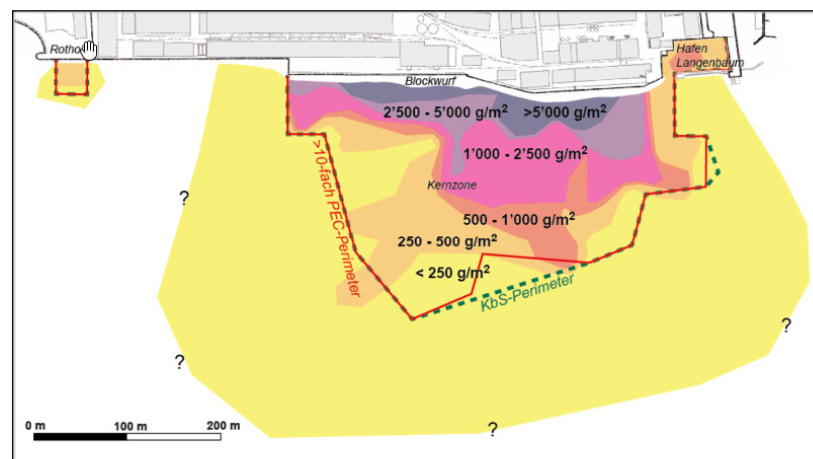 Rotho
Hafen
Langenbaum
Blockwurf
2'500 - 5'000 g/m²
>5'000 g/m²
1'000 - 2'500 g/m²
Kernzone
>10-fach PEC-Perimeter
500 - 1'000 g/m²
250 - 500 g/m²
< 250 g/m²
KbS-Perimeter
?
?
?
?
0 m
100 m
200 m